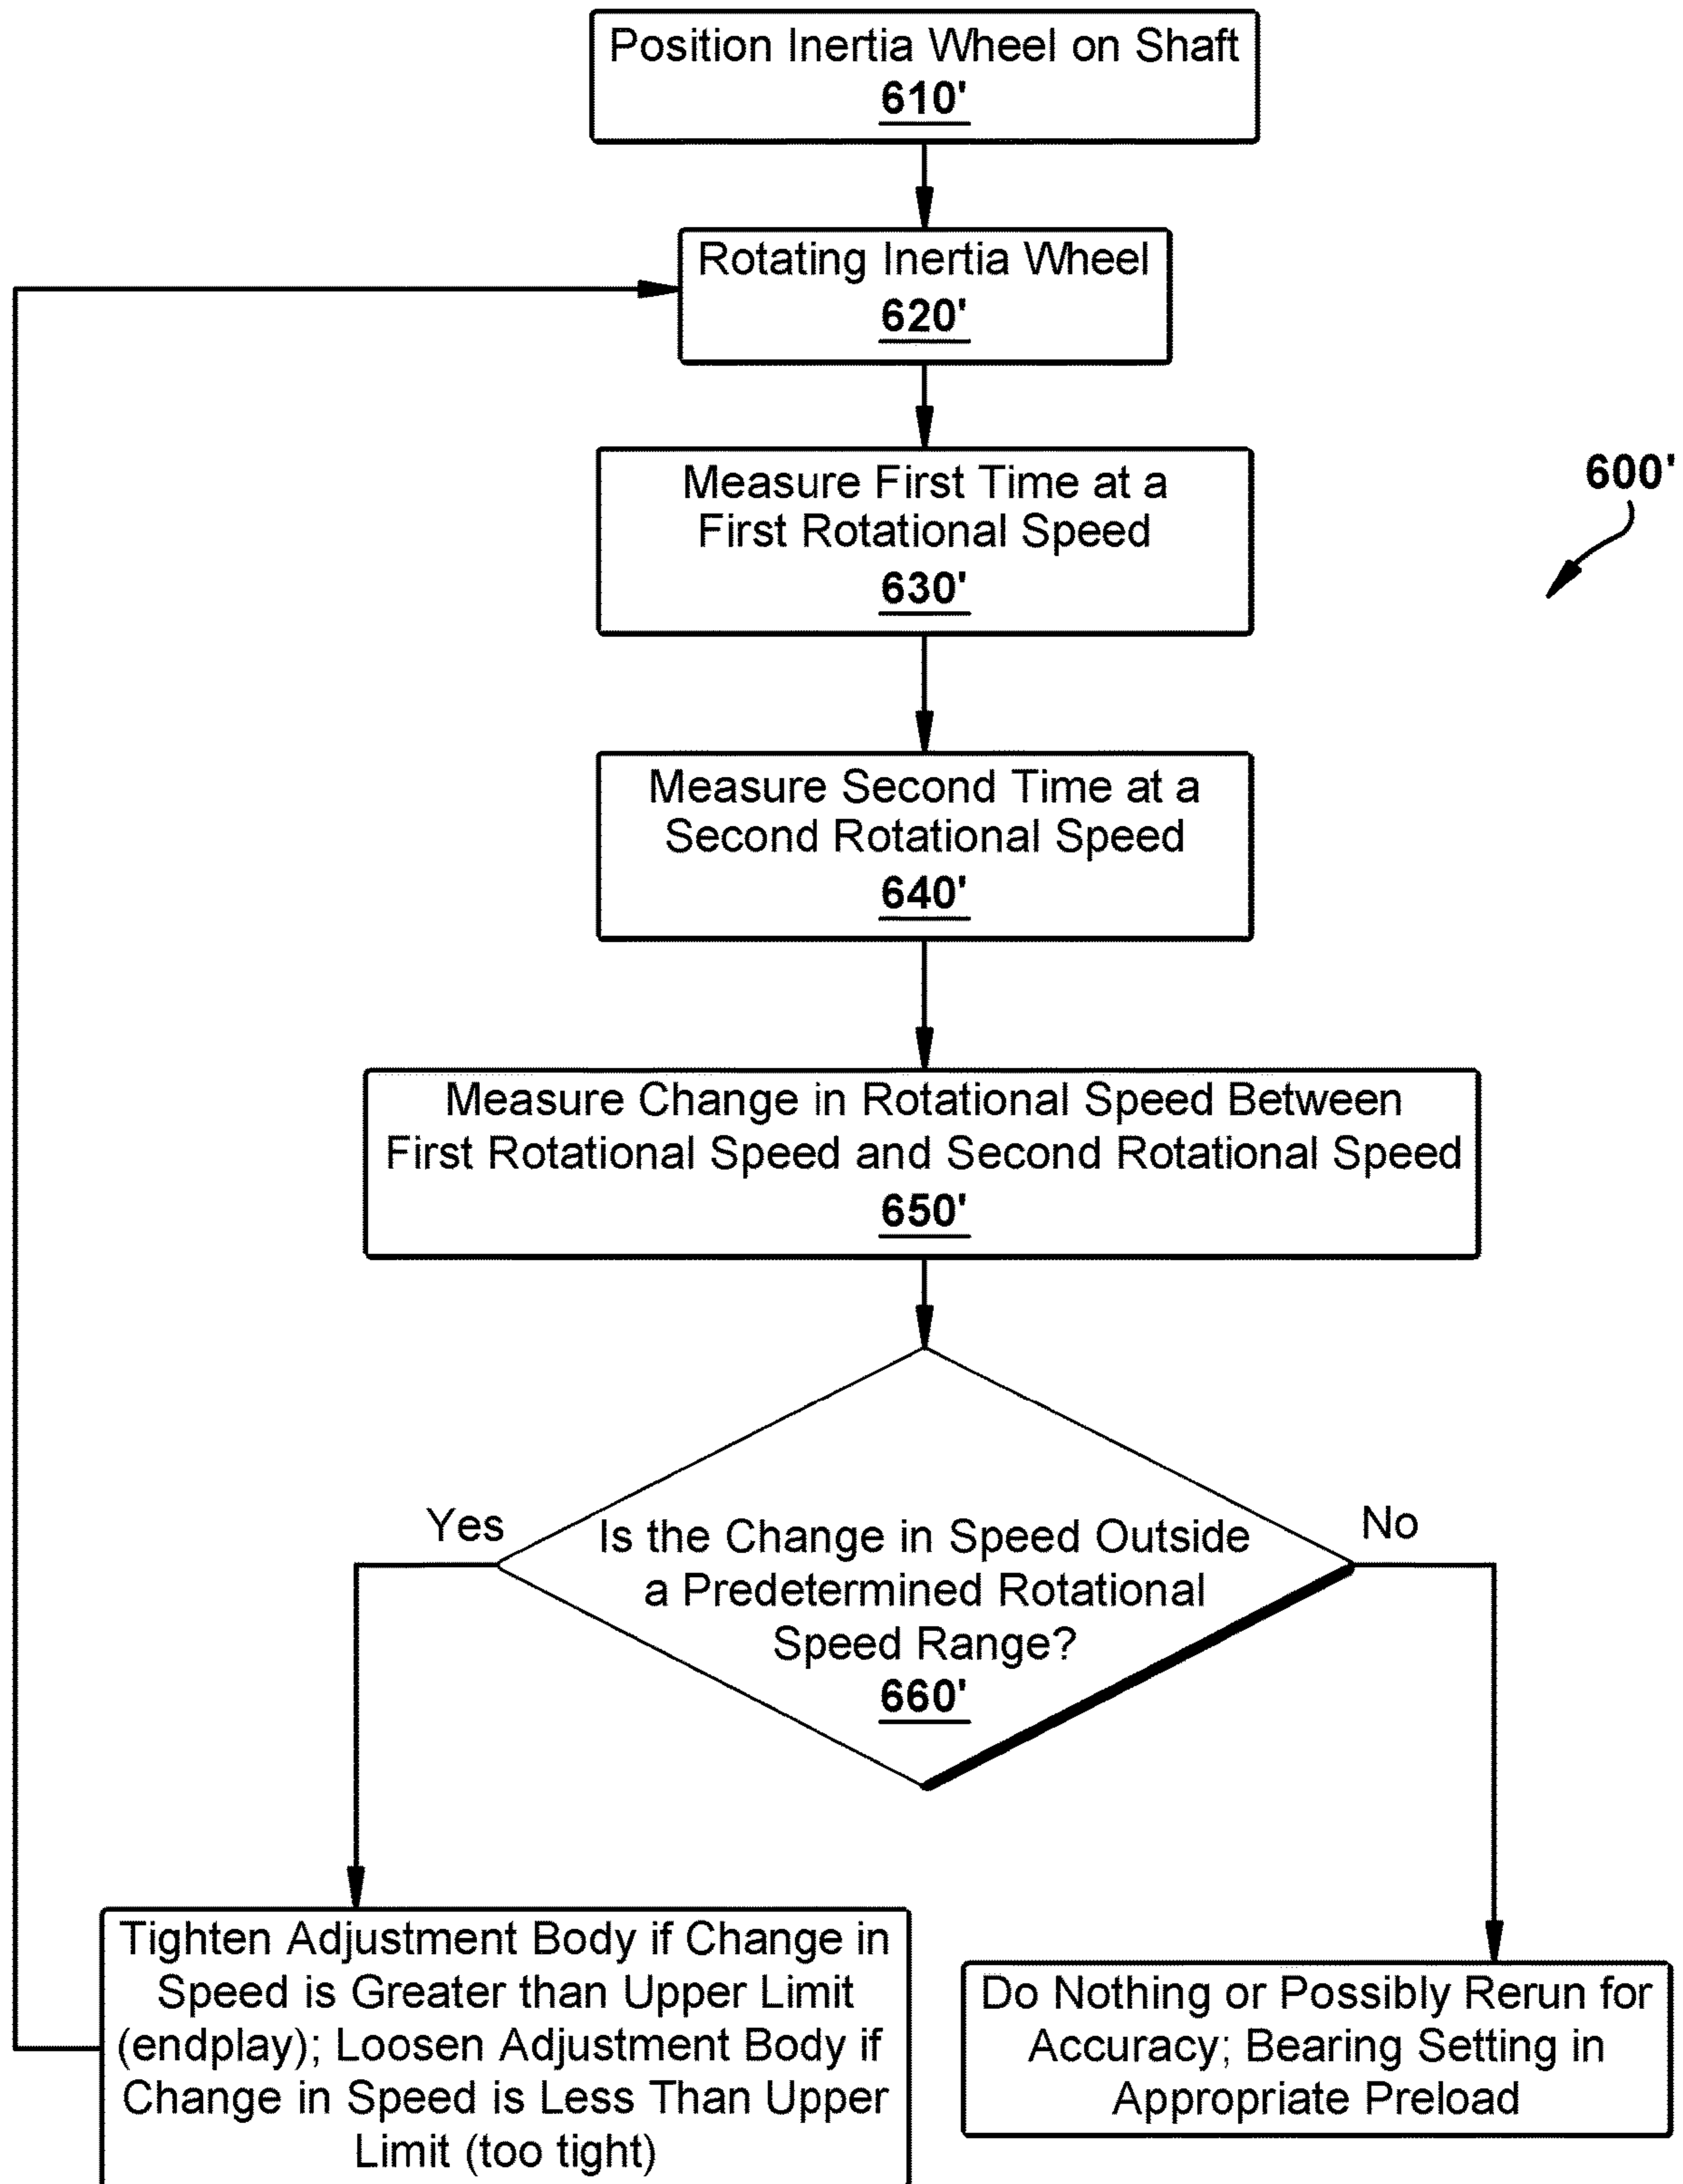 Position Inertia Wheel on Shaft
610'
Rotating Inertia Wheel
620'
Measure First Time at a
First Rotational Speed
630'
600'
Measure Second Time at a
Second Rotational Speed
640'
Measure Change in Rotational Speed Between
First Rotational Speed and Second Rotational Speed
650'
Yes
No
Is the Change in Speed Outside
a Predetermined Rotational
Speed Range?
660'
Tighten Adjustment Body if Change in
Speed is Greater than Upper Limit
(endplay); Loosen Adjustment Body if
Change in Speed is Less Than Upper
Limit (too tight)
Do Nothing or Possibly Rerun for
Accuracy; Bearing Setting in
Appropriate Preload